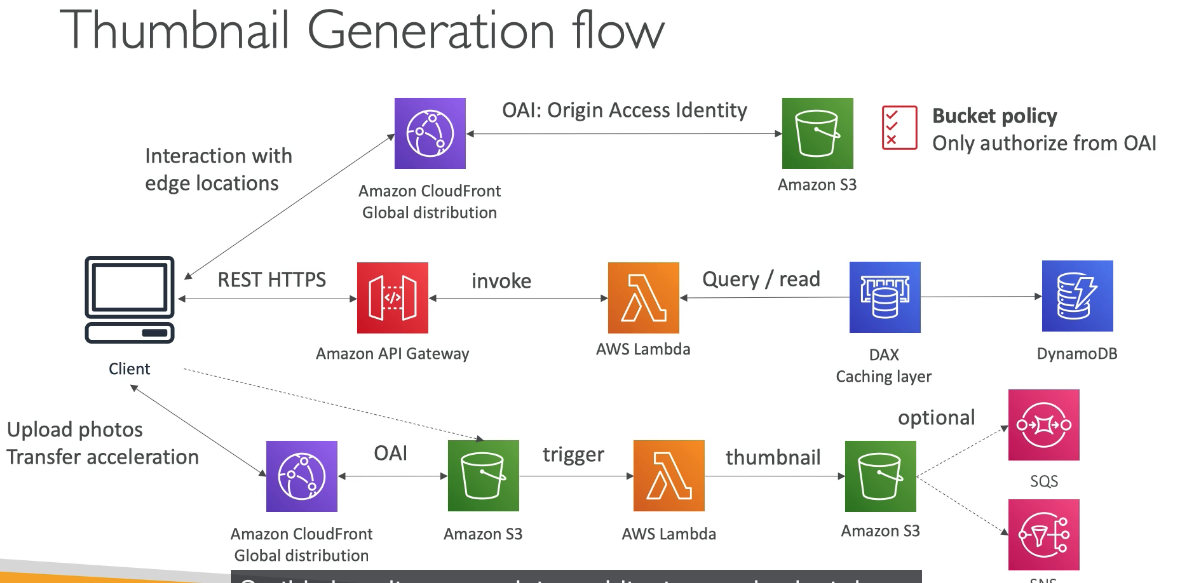 Thumbnail Generation flow
OAI: Origin Access Identity
Bucket policy
Only authorize from OAI
Interaction with
edge locations
Amazon CloudFront
Global distribution
Amazon S3
REST HTTPS
invoke
Query / read
Amazon API Gateway
AWS Lambda
DAX
Caching layer
DynamoDB
Client
Upload photos
Transfer acceleration
OAI
trigger
thumbnail
optional
SQS
Amazon CloudFront
Global distribution
Amazon S3
AWS Lambda
Amazon S3
SNS